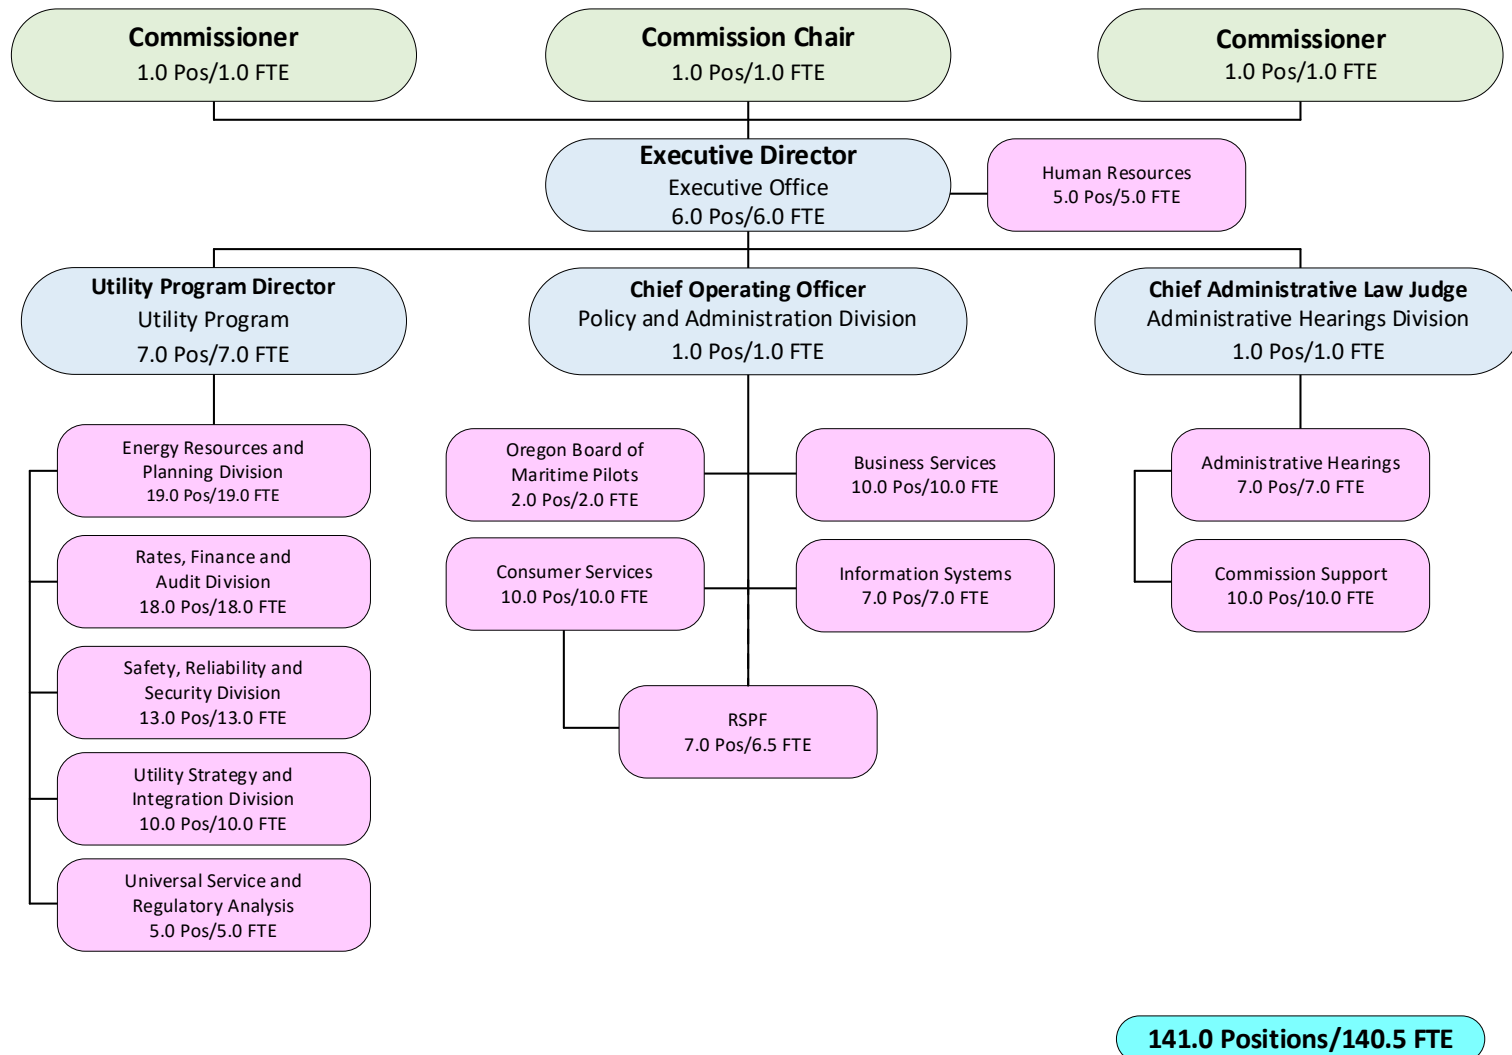 Commissioner
1.0 Pos/1.0 FTE
Commission Chair
1.0 Pos/1.0 FTE
Commissioner
1.0 Pos/1.0 FTE
Executive Director
Executive Office
6.0 Pos/6.0 FTE
Human Resources
5.0 Pos/5.0 FTE
Utility Program Director
Utility Program
7.0 Pos/7.0 FTE
Chief Operating Officer
Policy and Administration Division
1.0 Pos/1.0 FTE
Chief Administrative Law Judge
Administrative Hearings Division
1.0 Pos/1.0 FTE
Energy Resources and
Planning Division
19.0 Pos/19.0 FTE
Rates, Finance and
Audit Division
18.0 Pos/18.0 FTE
Safety, Reliability and
Security Division
13.0 Pos/13.0 FTE
Utility Strategy and
Integration Division
10.0 Pos/10.0 FTE
Universal Service and
Regulatory Analysis
5.0 Pos/5.0 FTE
Oregon Board of
Maritime Pilots
2.0 Pos/2.0 FTE
Business Services
10.0 Pos/10.0 FTE
Consumer Services
10.0 Pos/10.0 FTE
Information Systems
7.0 Pos/7.0 FTE
RSPF
7.0 Pos/6.5 FTE
Administrative Hearings
7.0 Pos/7.0 FTE
Commission Support
10.0 Pos/10.0 FTE
141.0 Positions/140.5 FTE